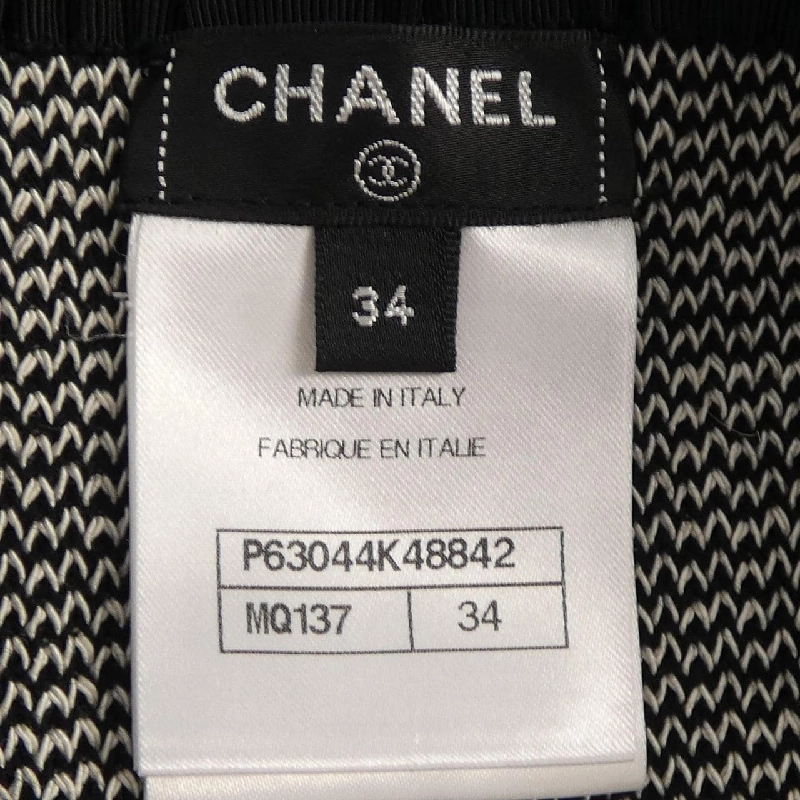 CHANEL
34
MADE IN ITALY
FABRIQUE EN ITALIE
P63044K48842
MQ137 34